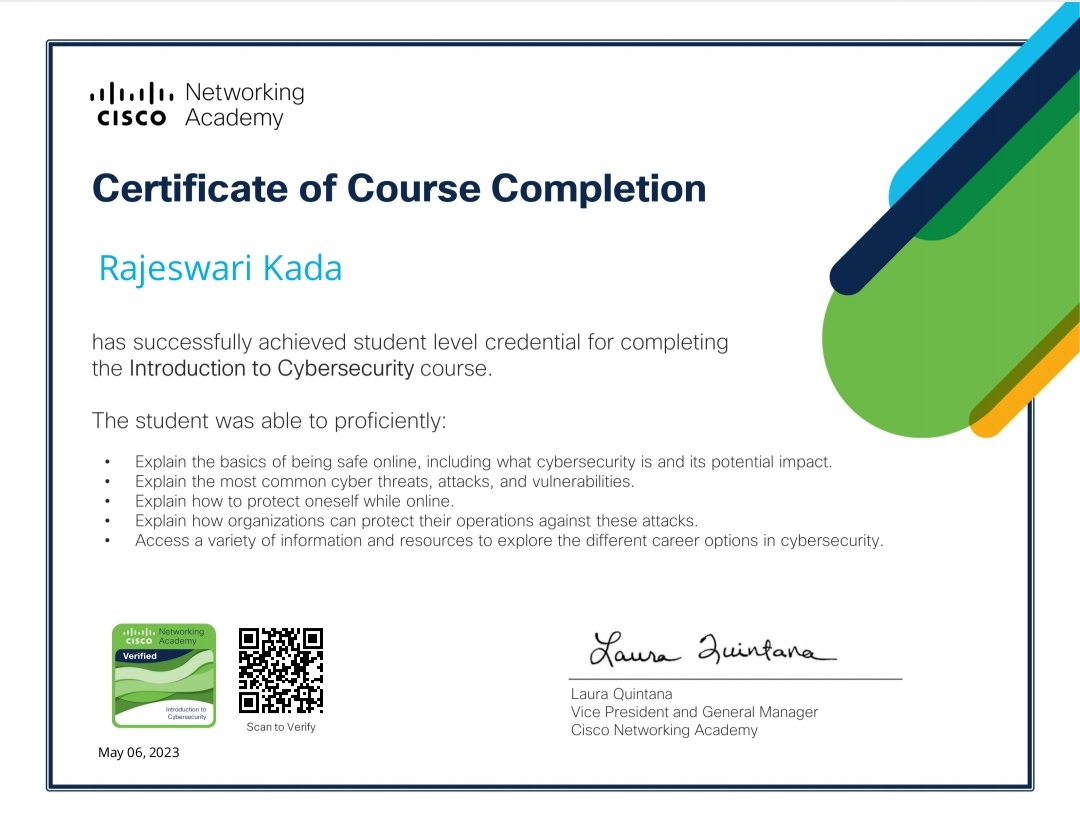 CISCO
Networking
Academy
Certificate of Course Completion
Rajeswari Kada
has successfully achieved student level credential for completing
the Introduction to Cybersecurity course.
The student was able to proficiently:
• Explain the basics of being safe online, including what cybersecurity is and its potential impact.
• Explain the most common cyber threats, attacks, and vulnerabilities.
• Explain how to protect oneself while online.
• Explain how organizations can protect their operations against these attacks.
• Access a variety of information and resources to explore the different career options in cybersecurity.
CISCO
Networking
Academy
Verified
Introduction to
Cybersecurity
Scan to Verify
May 06, 2023
Laura Quintana
Laura Quintana
Vice President and General Manager
Cisco Networking Academy